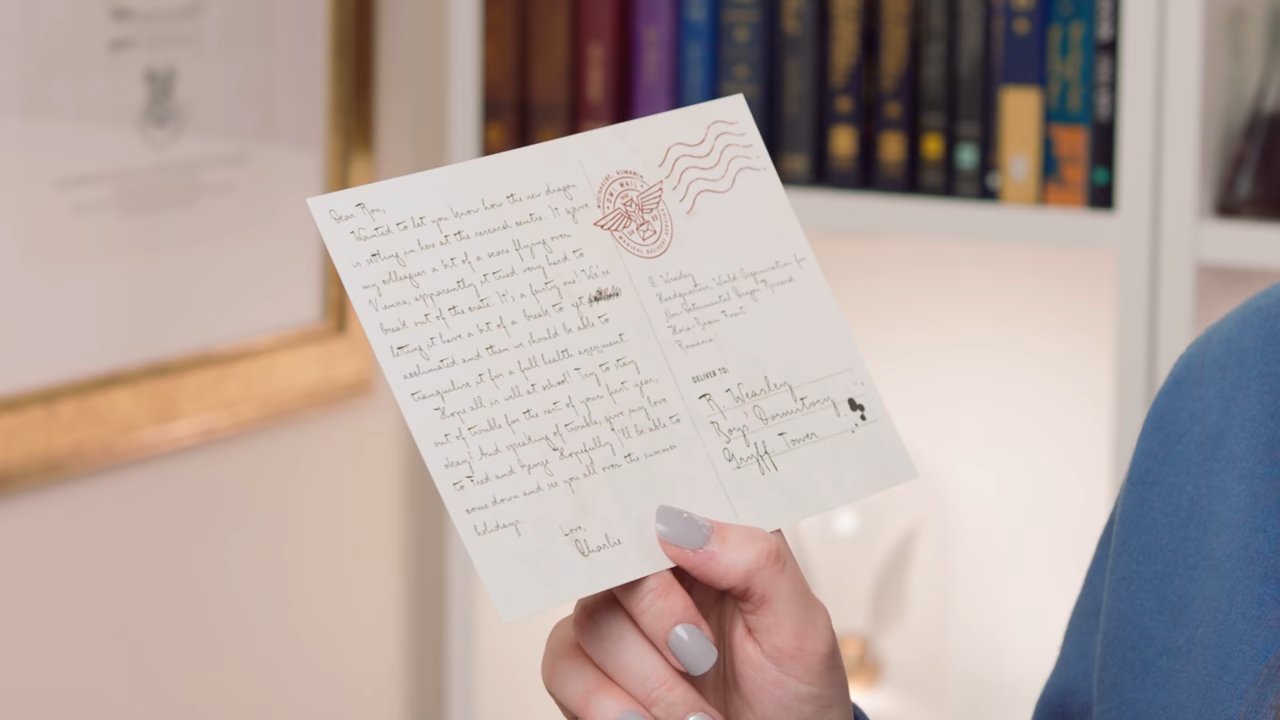 Dear Ron,
Wanted to let you know how the new dragon
is settling in here at the research centre. It gave
my colleagues a bit of a scare flying over
Vienna, apparently it tried very hard to
break out of the crate. It's a feisty one! We're
letting it have a bit of a break to get
acclimated and then we should be able to
tranquilise it for a full health
Hope all is well at school! Try to stay
out of trouble for the rest of your first year,
okay? And speaking of trouble, give my love
to Fred and George. Hopefully I'll be able to
come down and see you all over the summer
holidays.
Love,
Charlie
ROMANIA
OWL MAIL
MAGICAL DELIVERY
C. Weasley
Headquarters, World Organisation for
Dragon
Romania
DELIVER TO:
R. Weasley
Boys' Dormitory
Gryff. Tower